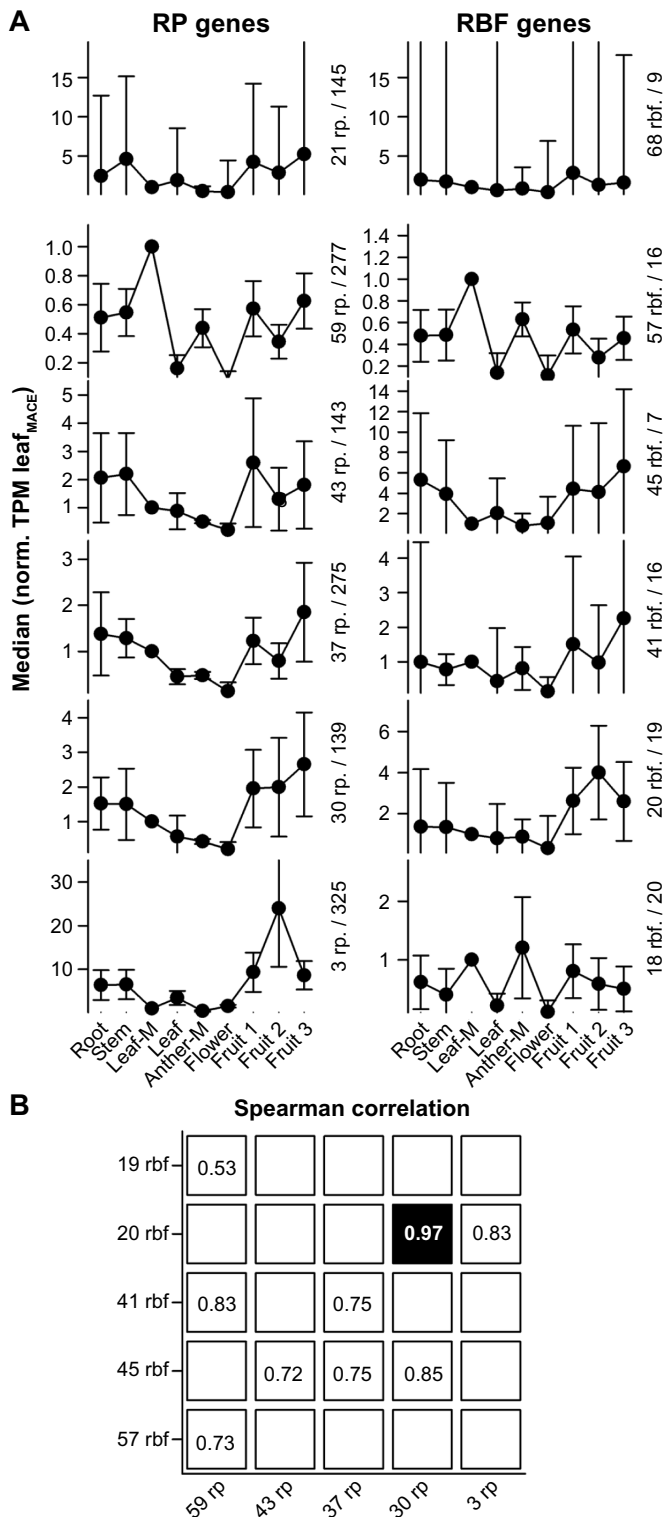 A
RP genes
RBF genes
Median (norm. TPM leafMACE)
15
10
5
21 rp. / 145
15
10
5
68 rbf. / 9
1.0
0.8
0.6
0.4
0.2
59 rp. / 277
1.4
1.2
1.0
0.8
0.6
0.4
0.2
57 rbf. / 16
5
4
3
2
1
43 rp. / 143
14
12
10
8
6
4
2
45 rbf. / 7
3
2
1
37 rp. / 275
4
3
2
1
41 rbf. / 16
4
3
2
1
30 rp. / 139
6
4
2
20 rbf. / 19
30
20
10
3 rp. / 325
2
1
18 rbf. / 20
Root
Stem
Leaf-M
Leaf
Anther-M
Flower
Fruit 1
Fruit 2
Fruit 3
Root
Stem
Leaf-M
Leaf
Anther-M
Flower
Fruit 1
Fruit 2
Fruit 3
B
Spearman correlation
19 rbf 0.53
20 rbf 0.97 0.83
41 rbf 0.83 0.75
45 rbf 0.72 0.75 0.85
57 rbf 0.73
59 rp 43 rp 37 rp 30 rp 3 rp